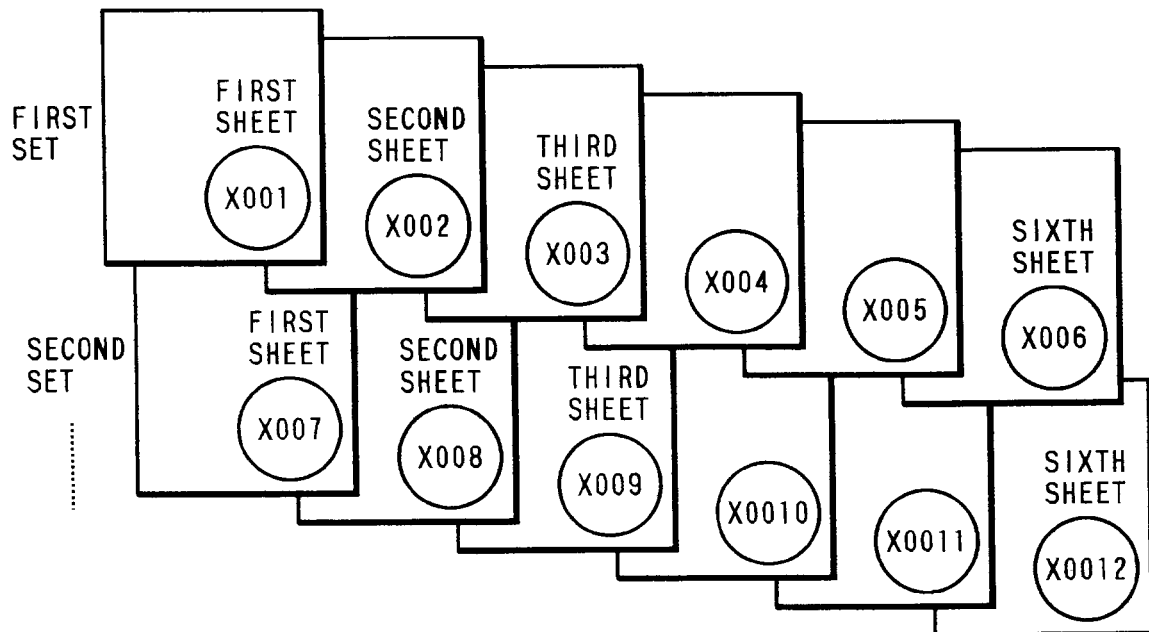 FIRST
SET
FIRST
SHEET
X001
SECOND
SHEET
X002
THIRD
SHEET
X003
X004
X005
SIXTH
SHEET
X006
SECOND
SET
FIRST
SHEET
X007
SECOND
SHEET
X008
THIRD
SHEET
X009
X0010
X0011
SIXTH
SHEET
X0012